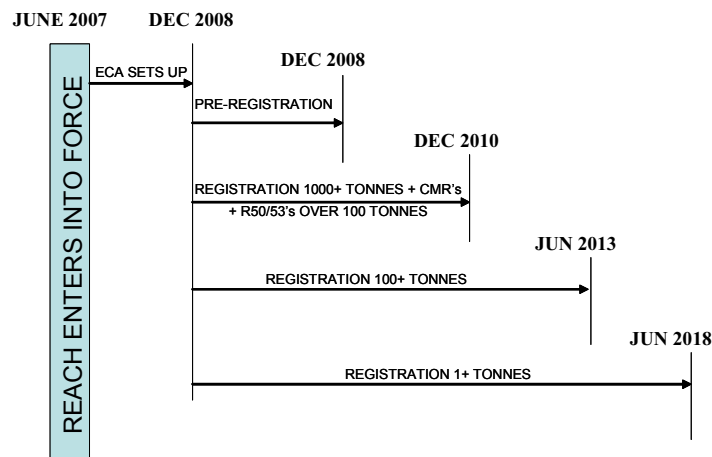 JUNE 2007
DEC 2008
REACH ENTERS INTO FORCE
ECA SETS UP
DEC 2008
PRE-REGISTRATION
DEC 2010
REGISTRATION 1000+ TONNES + CMR's
+ R50/53's OVER 100 TONNES
JUN 2013
REGISTRATION 100+ TONNES
JUN 2018
REGISTRATION 1+ TONNES